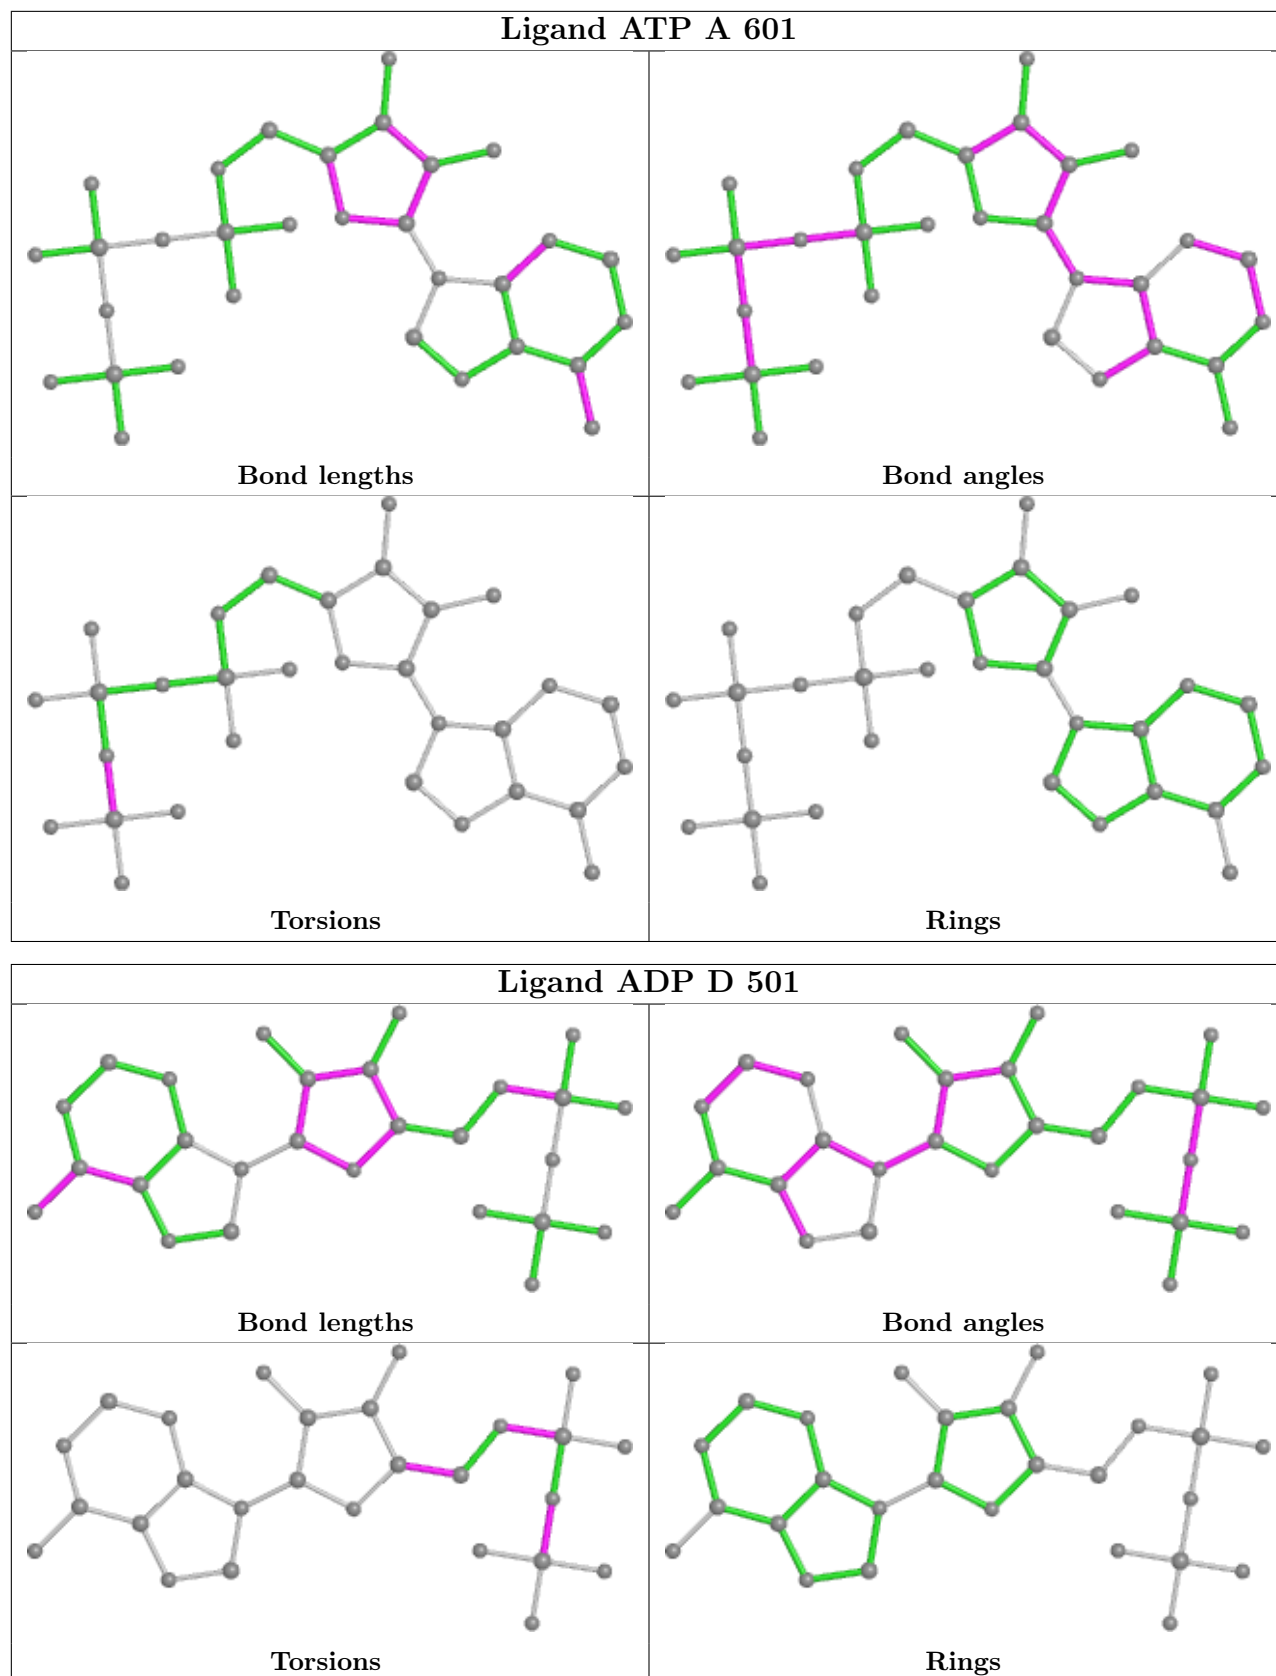 Ligand ATP A 601
Bond lengths
Bond angles
Torsions
Rings
Ligand ADP D 501
Bond lengths
Bond angles
Torsions
Rings